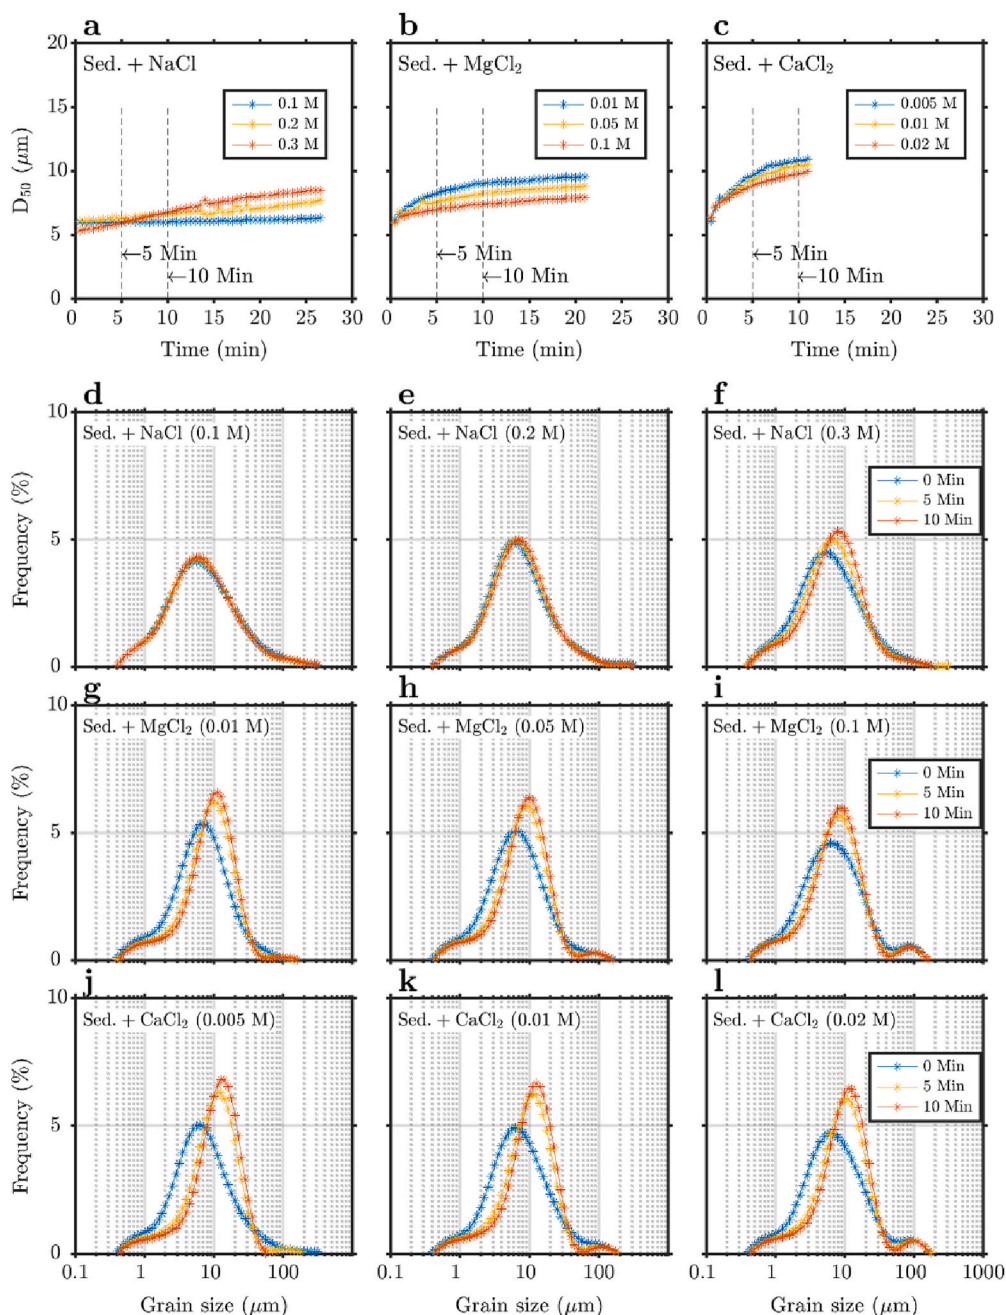 a b c
20
15
10
5
0
D₅₀ (μm)
Sed. + NaCl
0.1 M
0.2 M
0.3 M
←5 Min
←10 Min
Sed. + MgCl₂
0.01 M
0.05 M
0.1 M
←5 Min
←10 Min
Sed. + CaCl₂
0.005 M
0.01 M
0.02 M
←5 Min
←10 Min
0 5 10 15 20 25 30 0 5 10 15 20 25 30 0 5 10 15 20 25 30
Time (min) Time (min) Time (min)
d e f
10
5
0
Frequency (%)
Sed. + NaCl (0.1 M)
Sed. + NaCl (0.2 M)
Sed. + NaCl (0.3 M)
0 Min
5 Min
10 Min
g h i
10
5
0
Frequency (%)
Sed. + MgCl₂ (0.01 M)
Sed. + MgCl₂ (0.05 M)
Sed. + MgCl₂ (0.1 M)
0 Min
5 Min
10 Min
j k l
10
5
0
Frequency (%)
Sed. + CaCl₂ (0.005 M)
Sed. + CaCl₂ (0.01 M)
Sed. + CaCl₂ (0.02 M)
0 Min
5 Min
10 Min
0.1 1 10 100 0.1 1 10 100 0.1 1 10 100 1000
Grain size (μm) Grain size (μm) Grain size (μm)